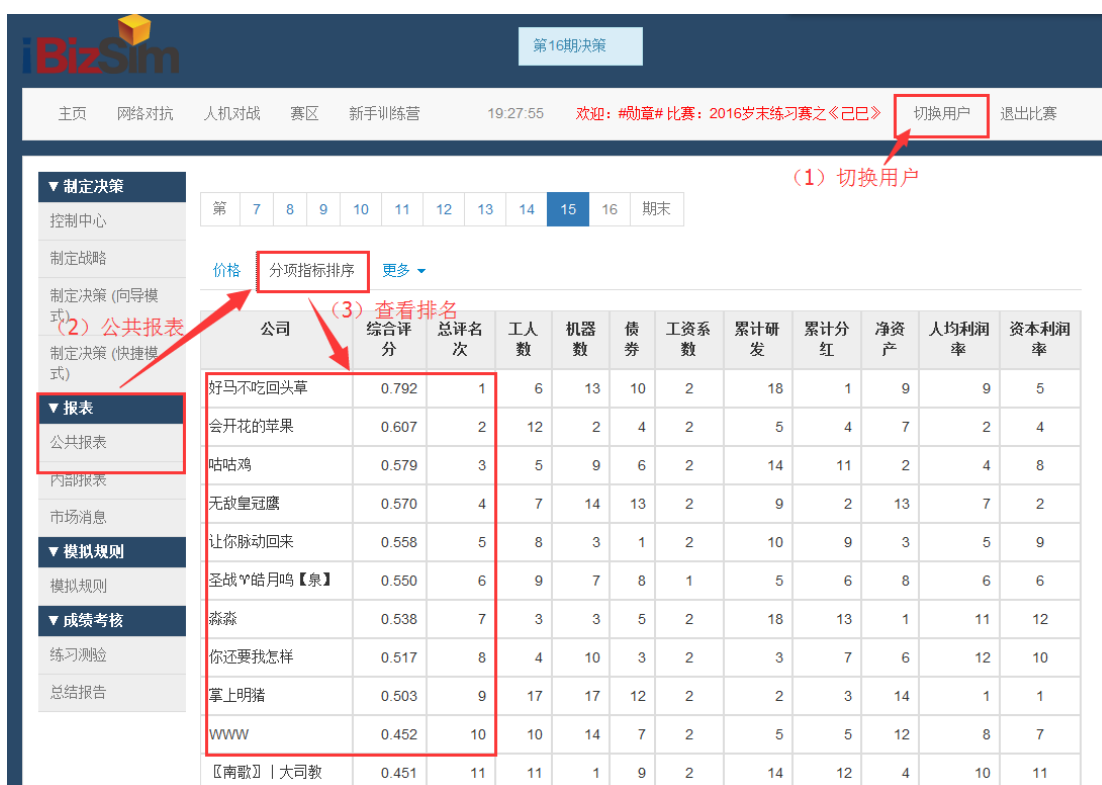 iBizSim
第16期决策
主页 网络对抗 人机对战 赛区 新手训练营 19:27:55 欢迎：#勋章# 比赛：2016岁末练习赛之《己巳》 切换用户 退出比赛
（1）切换用户
▼ 制定决策
控制中心
制定战略
制定决策 (向导模
式)
制定决策 (快捷模
式)
▼ 报表
公共报表
内部报表
市场消息
▼ 模拟规则
模拟规则
▼ 成绩考核
练习测验
总结报告
（2）公共报表
第 7 8 9 10 11 12 13 14 15 16 期末
价格 分项指标排序 更多
（3）查看排名
公司 综合评分 总评名次 工人数 机器数 债券 工资系数 累计研发 累计分红 净资产 人均利润率 资本利润率
好马不吃回头草 0.792 1 6 13 10 2 18 1 9 9 5
会开花的苹果 0.607 2 12 2 4 2 5 4 7 2 4
咕咕鸡 0.579 3 5 9 6 2 14 11 2 4 8
无敌皇冠鹰 0.570 4 7 14 13 2 9 2 13 7 2
让你脉动回来 0.558 5 8 3 1 2 10 9 3 5 9
圣战♈皓月鸣【泉】 0.550 6 9 7 8 1 5 6 8 6 6
淼淼 0.538 7 3 3 5 2 18 13 1 11 12
你还要我怎样 0.517 8 4 10 3 2 3 7 6 12 10
掌上明猪 0.503 9 17 17 12 2 2 3 14 1 1
WWW 0.452 10 10 14 7 2 5 5 12 8 7
〖南歌〗丨大司教 0.451 11 11 1 9 2 14 12 4 10 11